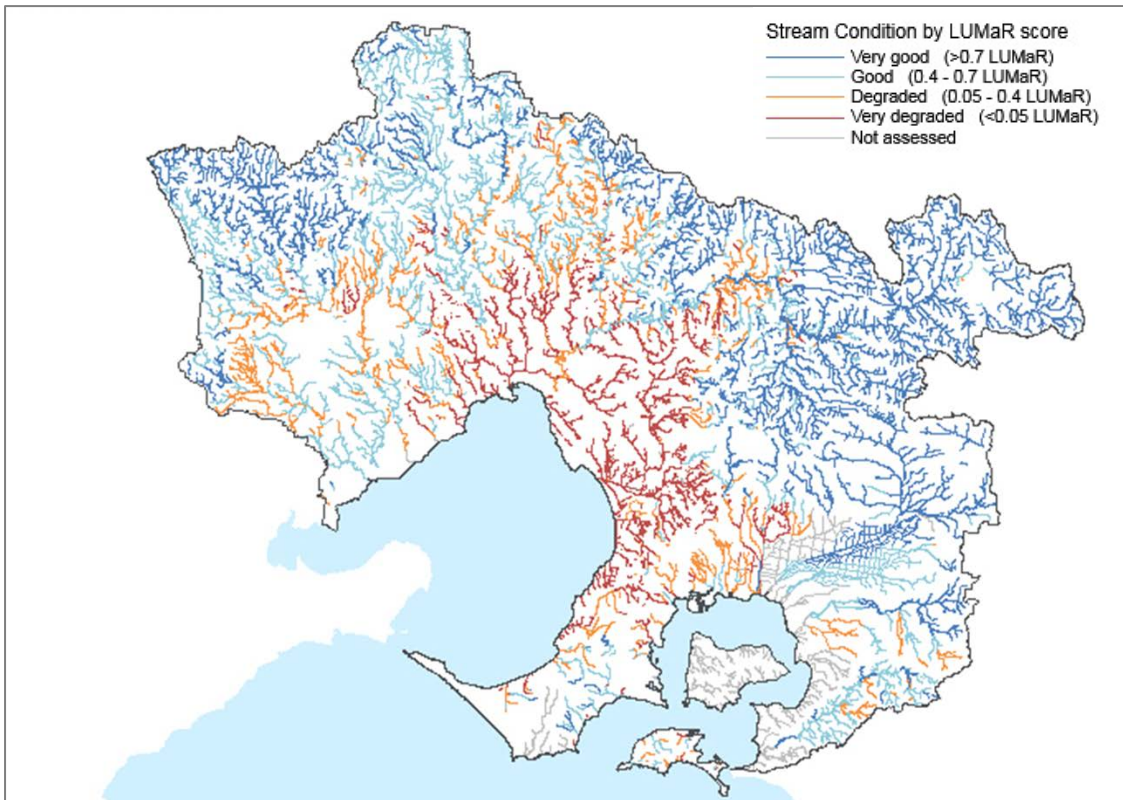 Stream Condition by LUMaR score
Very good (>0.7 LUMaR)
Good (0.4 - 0.7 LUMaR)
Degraded (0.05 - 0.4 LUMaR)
Very degraded (<0.05 LUMaR)
Not assessed